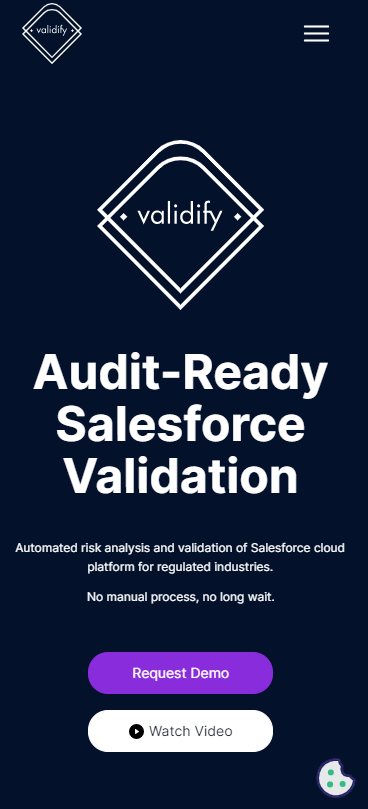 validify
validify
Audit-Ready
Salesforce
Validation
Automated risk analysis and validation of Salesforce cloud
platform for regulated industries.
No manual process, no long wait.
Request Demo
Watch Video